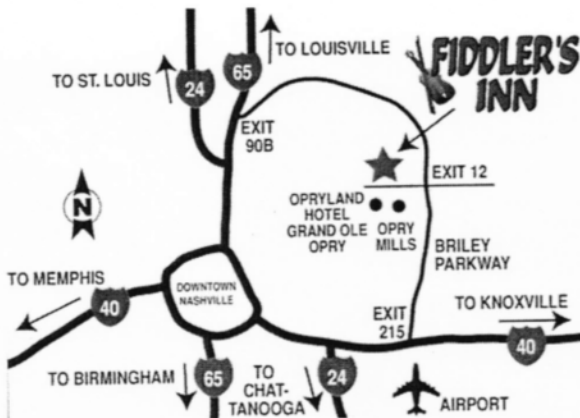 TO LOUISVILLE
65
TO ST. LOUIS
24
FIDDLER'S
INN
EXIT
90B
EXIT 12
N
OPRYLAND
HOTEL
GRAND OLE
OPRY
OPRY
MILLS
BRILEY
PARKWAY
TO MEMPHIS
40
DOWNTOWN
NASHVILLE
EXIT
215
TO KNOXVILLE
40
TO BIRMINGHAM
65
TO
CHAT-
TANOOGA
24
AIRPORT